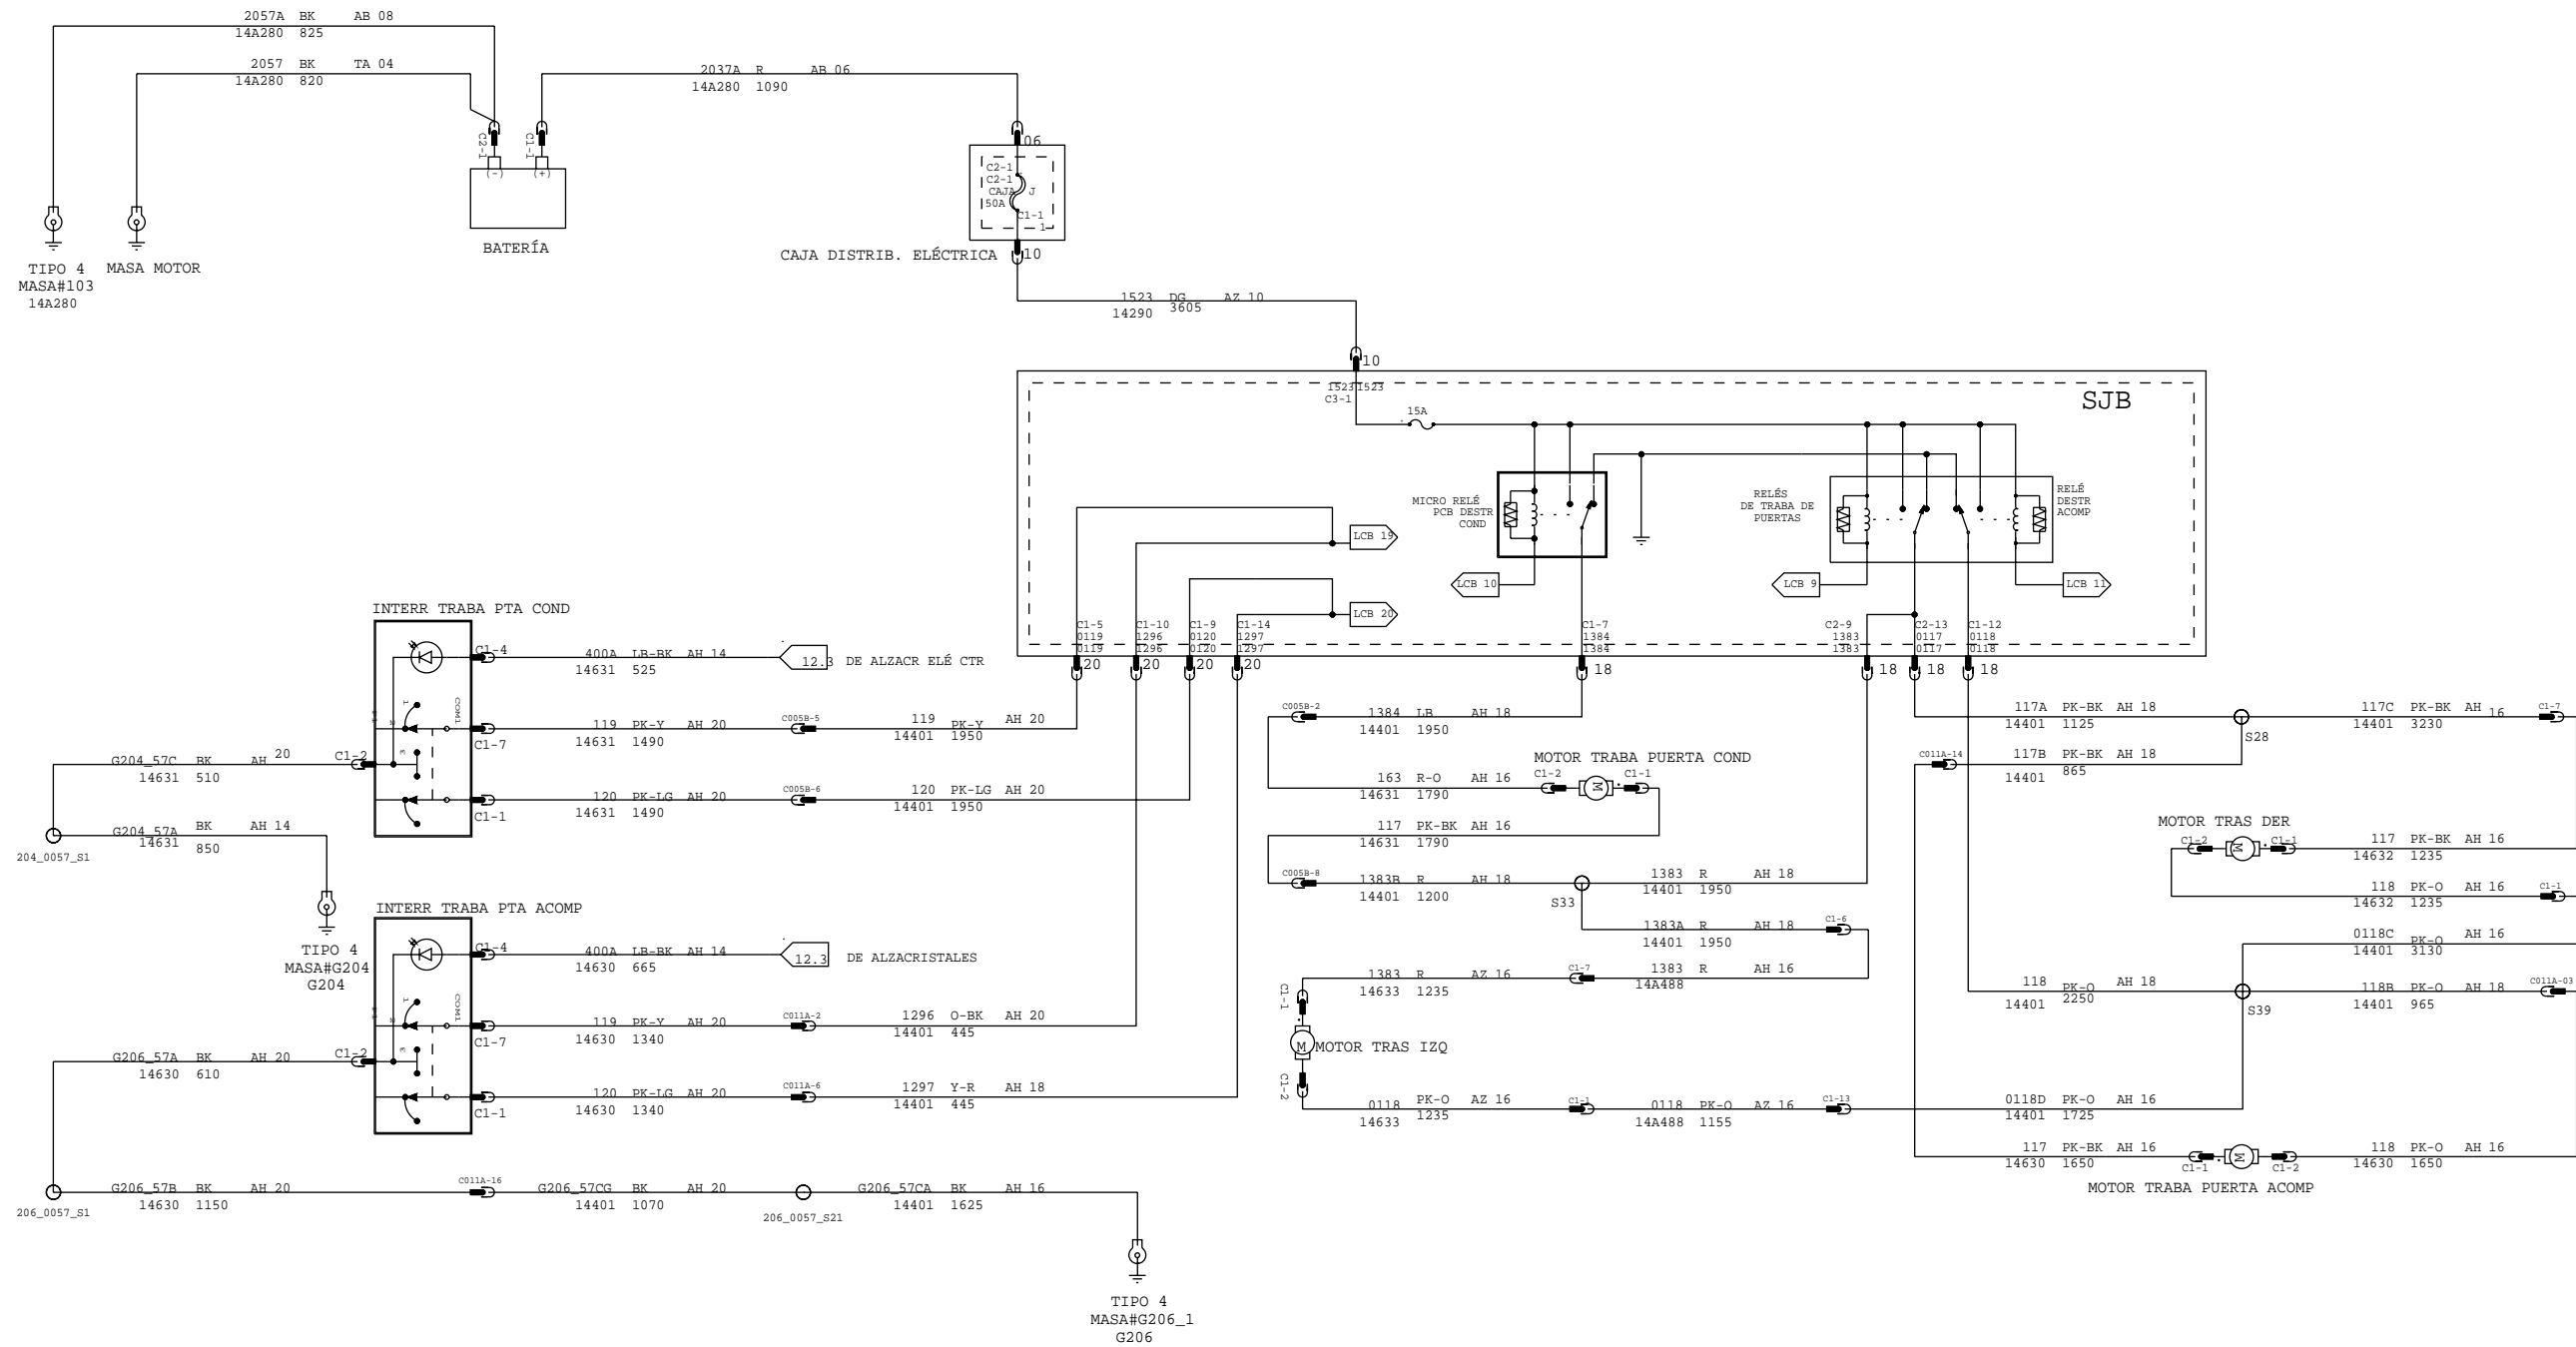 2057A BK AB 08
14A280 825
2057 BK TA 04
14A280 820
2037A R AB 06
14A280 1090
C2-1
C1-1
(-)
(+)
BATERÍA
TIPO 4
MASA#103
14A280
MASA MOTOR
06
C2-1
C2-1
CAJA J
50A
C1-1
1
CAJA DISTRIB. ELÉCTRICA
10
1523 DG AZ 10
14290 3605
10
1523 1523
C3-1
15A
SJB
MICRO RELÉ
PCB DESTR
COND
RELÉS
DE TRABA DE
PUERTAS
RELÉ
DESTR
ACOMP
LCB 19
LCB 20
LCB 10
LCB 9
LCB 11
C1-5
0119
0119
20
C1-10
1296
1296
20
C1-9
0120
0120
20
C1-14
1297
1297
20
C1-7
1384
1384
18
C2-9
1383
1383
18
C2-13
0117
0117
18
C1-12
0118
0118
18
INTERR TRABA PTA COND
C1-4
400A LB-BK AH 14
14631 525
12.3
DE ALZACR ELÉ CTR
COM1
1
2
3
C1-7
119 PK-Y AH 20
14631 1490
C005B-5
119 PK-Y AH 20
14401 1950
C1-2
G204_57C BK AH 20
14631 510
C1-1
120 PK-LG AH 20
14631 1490
C005B-6
120 PK-LG AH 20
14401 1950
G204_57A BK AH 14
14631 850
204_0057_S1
TIPO 4
MASA#G204
G204
INTERR TRABA PTA ACOMP
C1-4
400A LB-BK AH 14
14630 665
12.3
DE ALZACRISTALES
COM1
1
2
3
C1-7
119 PK-Y AH 20
14630 1340
C011A-2
1296 O-BK AH 20
14401 445
C1-2
G206_57A BK AH 20
14630 610
C1-1
120 PK-LG AH 20
14630 1340
C011A-6
1297 Y-R AH 18
14401 445
G206_57B BK AH 20
14630 1150
206_0057_S1
C011A-16
G206_57CG BK AH 20
14401 1070
206_0057_S21
G206_57CA BK AH 16
14401 1625
TIPO 4
MASA#G206_1
G206
C005B-2
1384 LB AH 18
14401 1950
MOTOR TRABA PUERTA COND
163 R-O AH 16
14631 1790
C1-2
M
C1-1
117 PK-BK AH 16
14631 1790
C005B-8
1383B R AH 18
14401 1200
S33
1383 R AH 18
14401 1950
1383A R AH 18
14401 1950
C1-6
1383 R AZ 16
14633 1235
C1-7
1383 R AH 16
14A488
C1-1
M
MOTOR TRAS IZQ
C1-2
0118 PK-O AZ 16
14633 1235
C1-1
0118 PK-O AZ 16
14A488 1155
C1-13
0118D PK-O AH 16
14401 1725
117A PK-BK AH 18
14401 1125
S28
117C PK-BK AH 16
14401 3230
C1-7
C011A-14
117B PK-BK AH 18
14401 865
MOTOR TRAS DER
C1-2
M
C1-1
117 PK-BK AH 16
14632 1235
118 PK-O AH 16
14632 1235
C1-1
0118C PK-O AH 16
14401 3130
118 PK-O AH 18
14401 2250
S39
118B PK-O AH 18
14401 965
C011A-03
117 PK-BK AH 16
14630 1650
C1-1
M
C1-2
118 PK-O AH 16
14630 1650
MOTOR TRABA PUERTA ACOMP